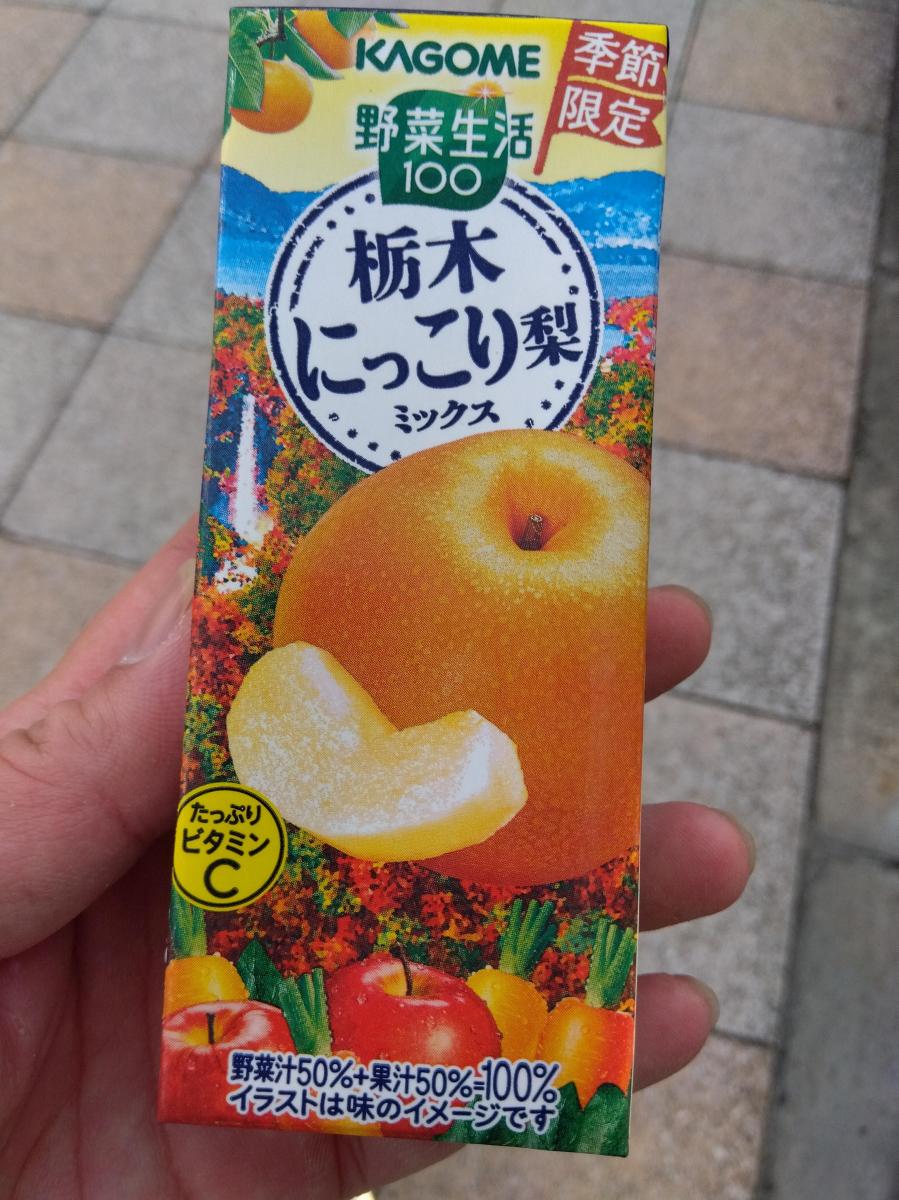 KAGOME
季節
限定
野菜生活
100
栃木
にっこり梨
ミックス
たっぷり
ビタミン
C
野菜汁50%+果汁50%=100%
イラストは味のイメージです